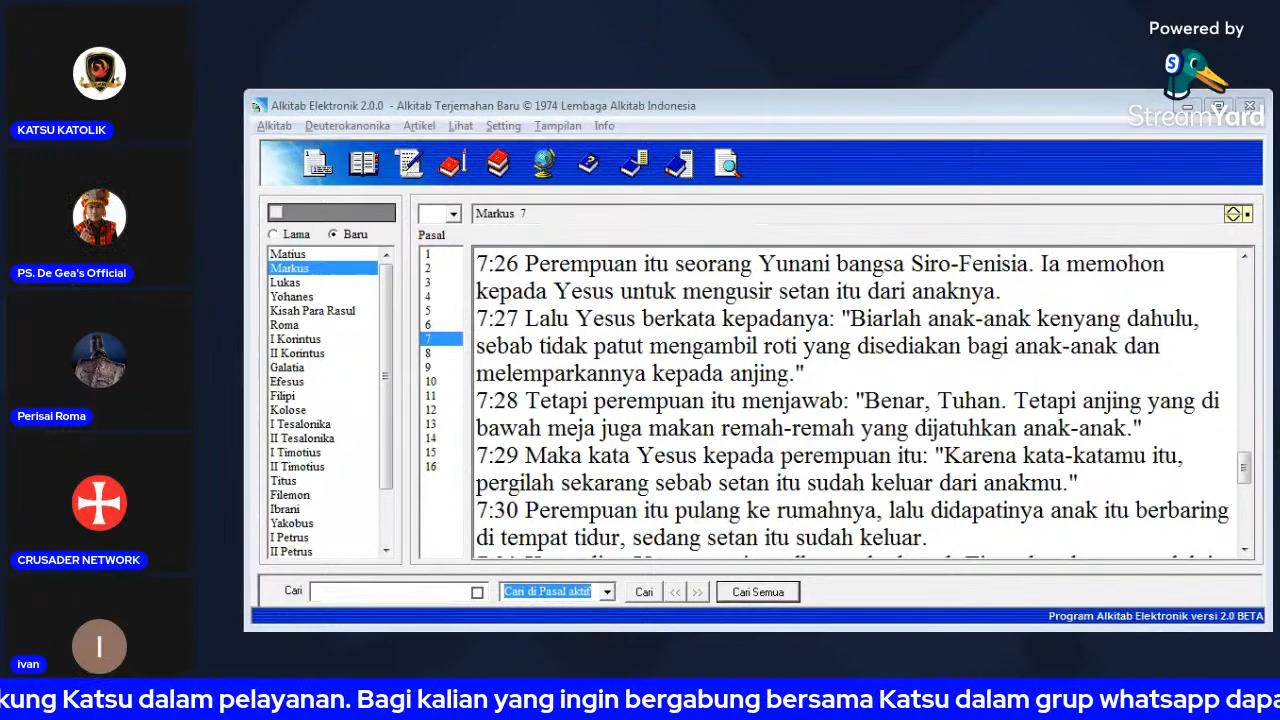 Powered by
StreamYard
KATSU KATOLIK
PS. De Gea's Official
Perisai Roma
CRUSADER NETWORK
I
ivan
Alkitab Elektronik 2.0.0 - Alkitab Terjemahan Baru © 1974 Lembaga Alkitab Indonesia
Alkitab Deuterokanonika Artikel Lihat Setting Tampilan Info
Lama Baru
Matius
Markus
Lukas
Yohanes
Kisah Para Rasul
Roma
I Korintus
II Korintus
Galatia
Efesus
Filipi
Kolose
I Tesalonika
II Tesalonika
I Timotius
II Timotius
Titus
Filemon
Ibrani
Yakobus
I Petrus
II Petrus
Markus 7
Pasal
1
2
3
4
5
6
7
8
9
10
11
12
13
14
15
16
7:26 Perempuan itu seorang Yunani bangsa Siro-Fenisia. Ia memohon
kepada Yesus untuk mengusir setan itu dari anaknya.
7:27 Lalu Yesus berkata kepadanya: "Biarlah anak-anak kenyang dahulu,
sebab tidak patut mengambil roti yang disediakan bagi anak-anak dan
melemparkannya kepada anjing."
7:28 Tetapi perempuan itu menjawab: "Benar, Tuhan. Tetapi anjing yang di
bawah meja juga makan remah-remah yang dijatuhkan anak-anak."
7:29 Maka kata Yesus kepada perempuan itu: "Karena kata-katamu itu,
pergilah sekarang sebab setan itu sudah keluar dari anakmu."
7:30 Perempuan itu pulang ke rumahnya, lalu didapatinya anak itu berbaring
di tempat tidur, sedang setan itu sudah keluar.
Cari Cari di Pasal aktif Cari << >> Cari Semua
Program Alkitab Elektronik versi 2.0 BETA
kung Katsu dalam pelayanan. Bagi kalian yang ingin bergabung bersama Katsu dalam grup whatsapp dapa